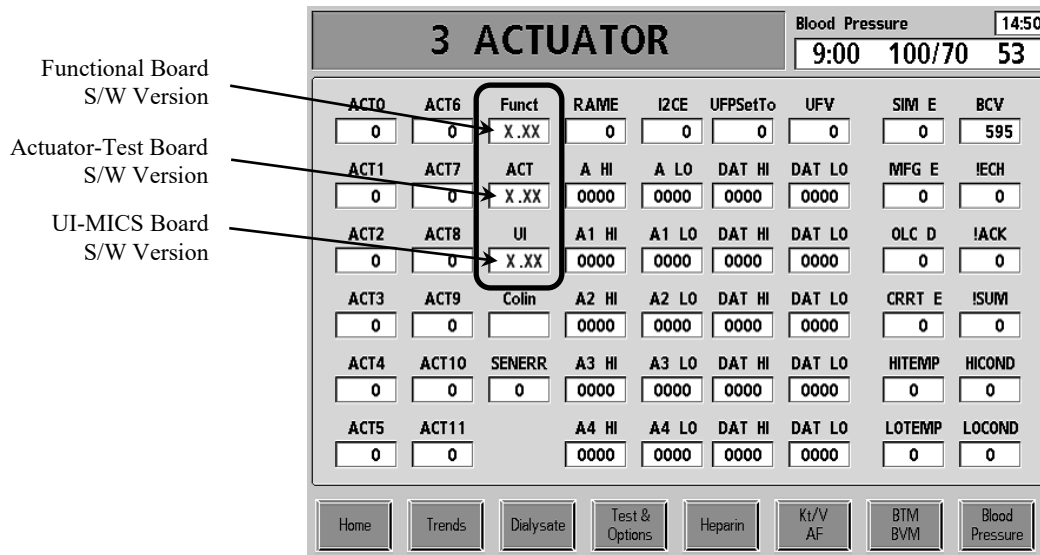 Functional Board
S/W Version
Actuator-Test Board
S/W Version
UI-MICS Board
S/W Version
3 ACTUATOR
Blood Pressure 14:50
9:00 100/70 53
ACT0 ACT6 Funct RAME I2CE UFPSetTo UFV SIM E BCV
0 0 X.XX 0 0 0 0 0 595
ACT1 ACT7 ACT A HI A LO DAT HI DAT LO MFG E !ECH
0 0 X.XX 0000 0000 0000 0000 0 0
ACT2 ACT8 UI A1 HI A1 LO DAT HI DAT LO OLC D !ACK
0 0 X.XX 0000 0000 0000 0000 0 0
ACT3 ACT9 Colin A2 HI A2 LO DAT HI DAT LO CRRT E !SUM
0 0 0000 0000 0000 0000 0 0
ACT4 ACT10 SENERR A3 HI A3 LO DAT HI DAT LO HITEMP HICOND
0 0 0 0000 0000 0000 0000 0 0
ACT5 ACT11 A4 HI A4 LO DAT HI DAT LO LOTEMP LOCOND
0 0 0000 0000 0000 0000 0 0
Home Trends Dialysate Test & Options Heparin Kt/V AF BTM BVM Blood Pressure